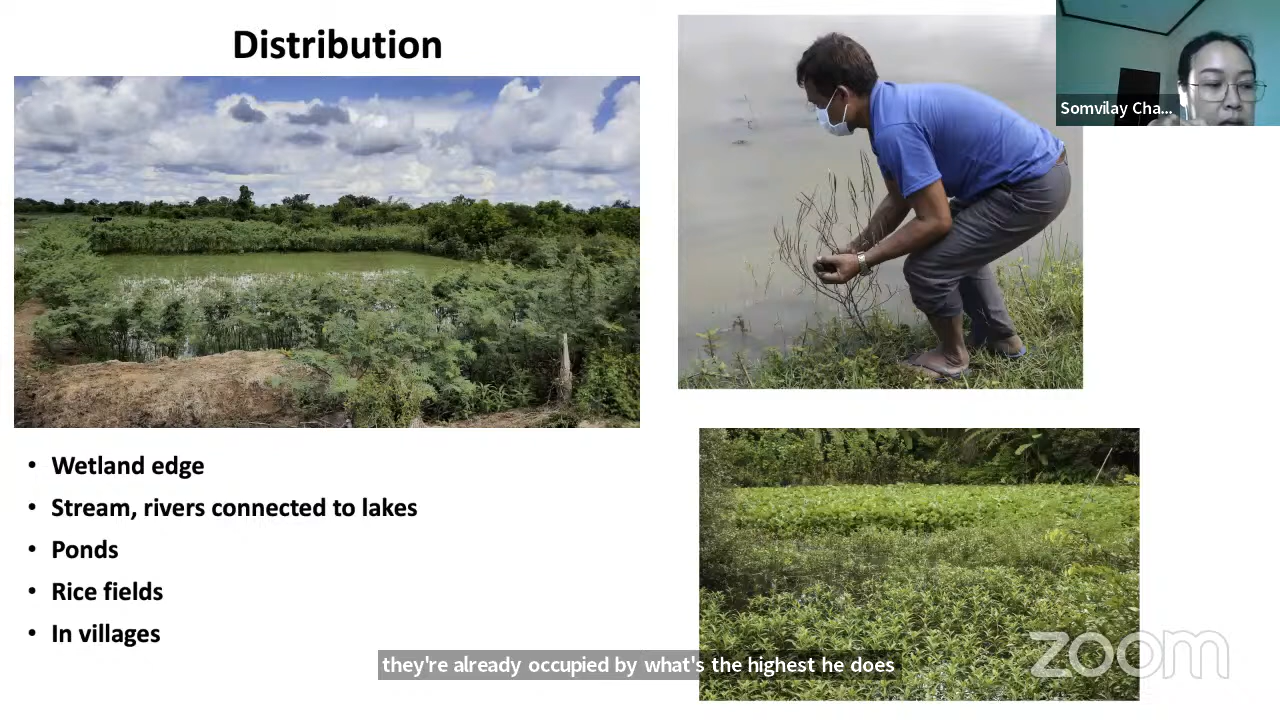 Distribution
Somvilay Cha...
• Wetland edge
• Stream, rivers connected to lakes
• Ponds
• Rice fields
• In villages
they're already occupied by what's the highest he does
zoom